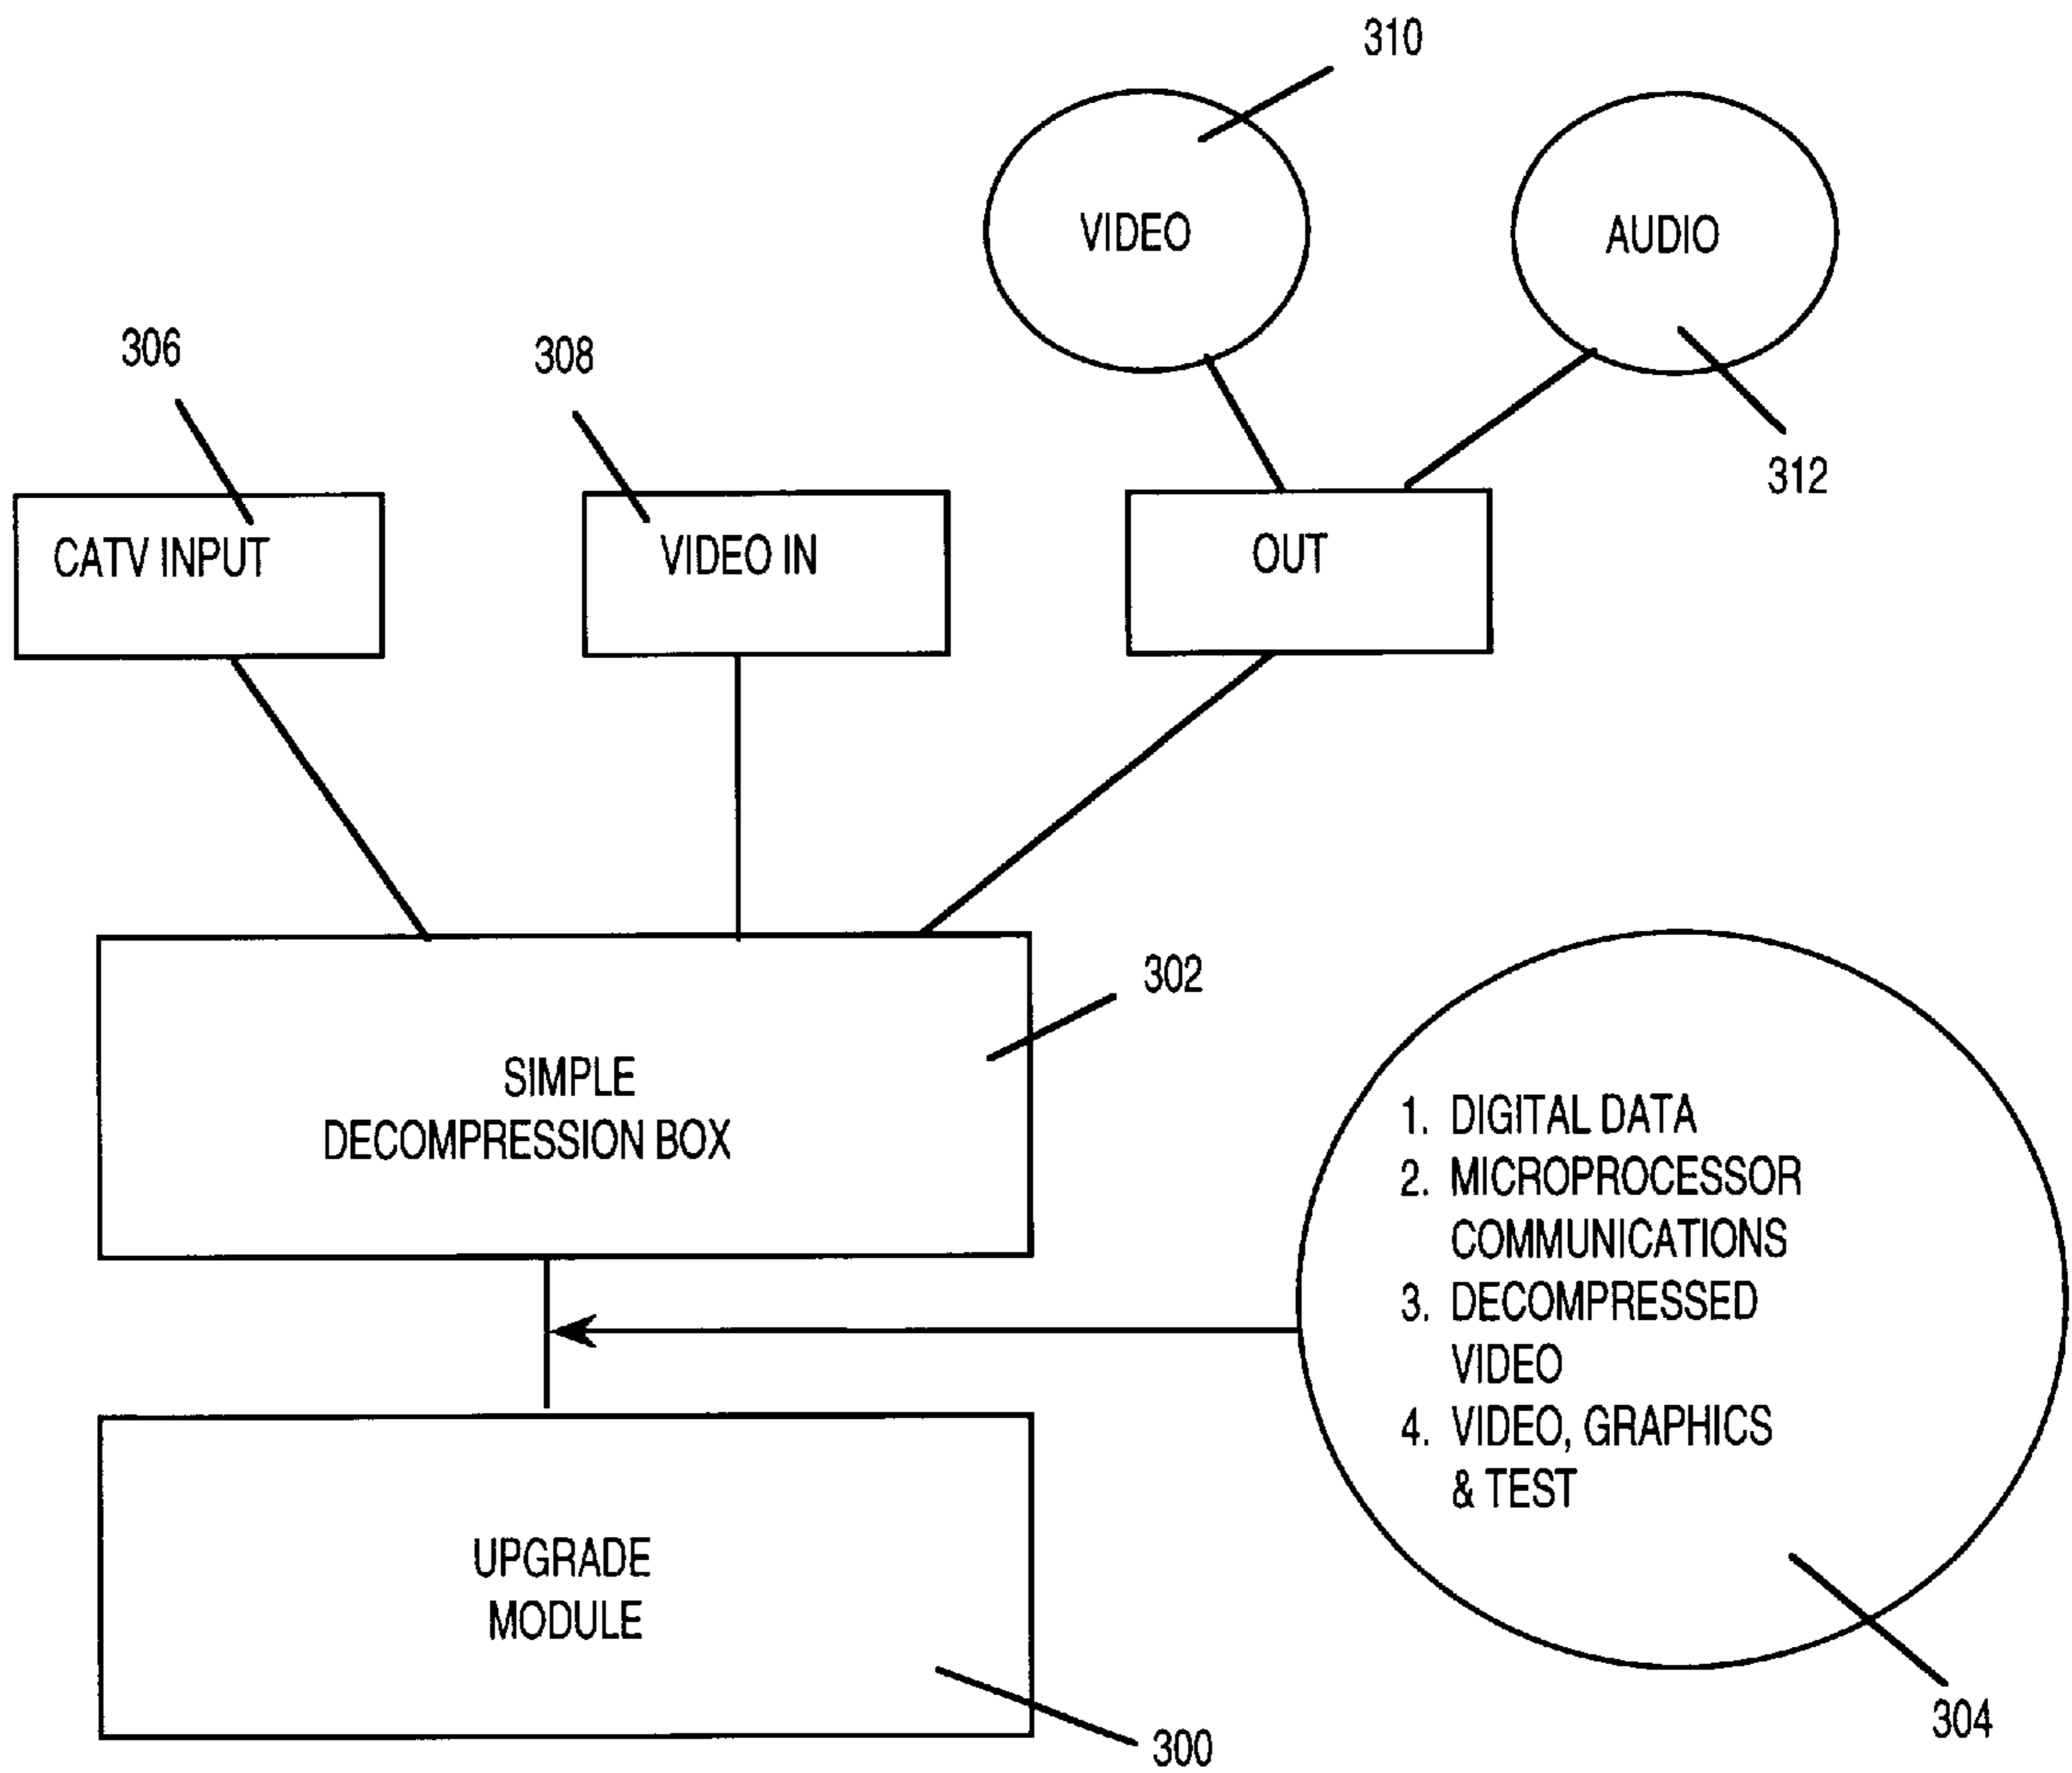 310
VIDEO
AUDIO
306
308
312
CATV INPUT
VIDEO IN
OUT
302
SIMPLE
DECOMPRESSION BOX
1. DIGITAL DATA
2. MICROPROCESSOR
COMMUNICATIONS
3. DECOMPRESSED
VIDEO
4. VIDEO, GRAPHICS
& TEST
UPGRADE
MODULE
304
300